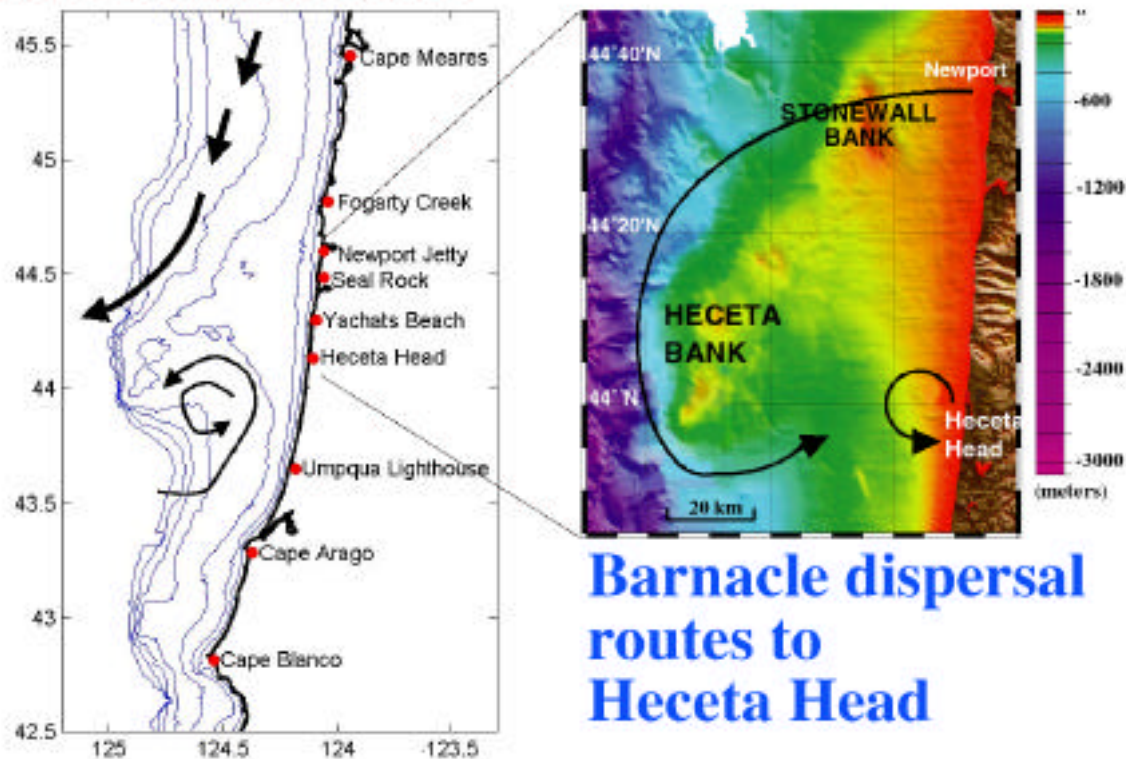 45.5
45
44.5
44
43.5
43
42.5
125
124.5
124
-123.5
Cape Meares
Fogarty Creek
Newport Jetty
Seal Rock
Yachats Beach
Heceta Head
Umpqua Lighthouse
Cape Arago
Cape Blanco
44°40'N
44°20'N
44° N
Newport
STONEWALL
BANK
HECETA
BANK
Heceta
Head
20 km
-600
-1200
-1800
-2400
-3000
(meters)
Barnacle dispersal
routes to
Heceta Head